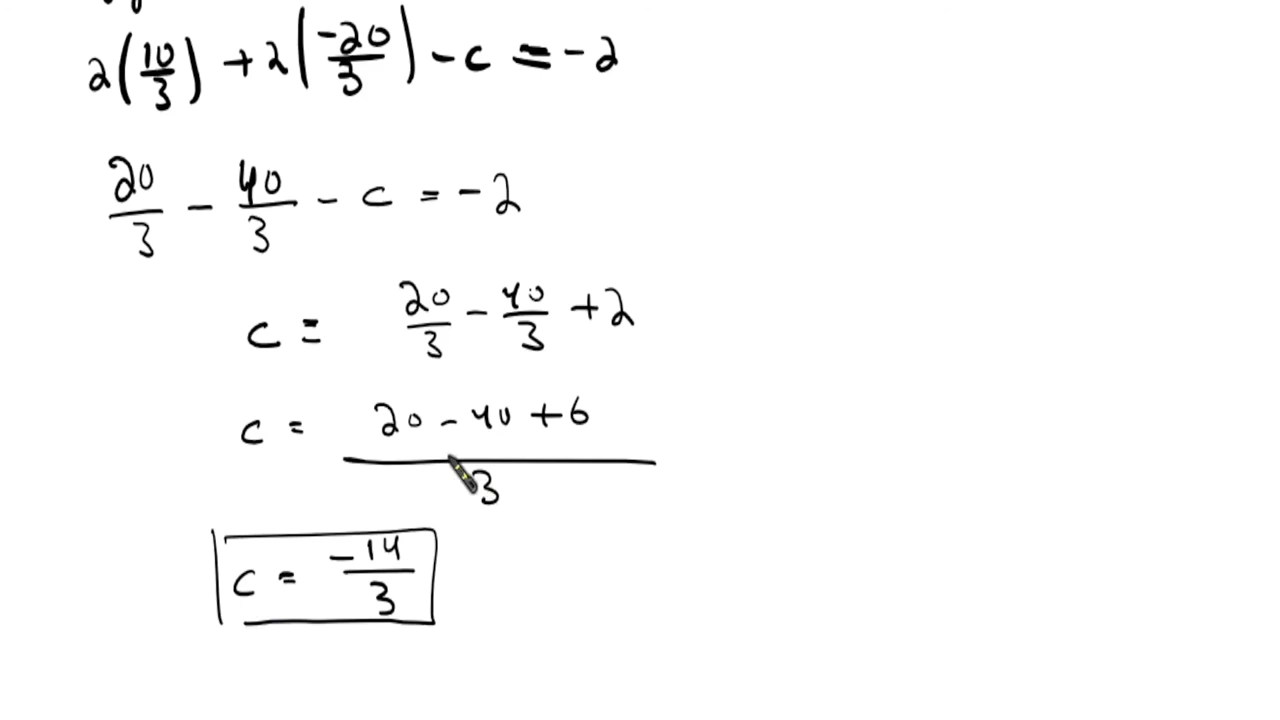 2(10/3) + 2(-20/3) - c = -2
20/3 - 40/3 - c = -2
c = 20/3 - 40/3 + 2
c = (20 - 40 + 6)/3
c = -14/3